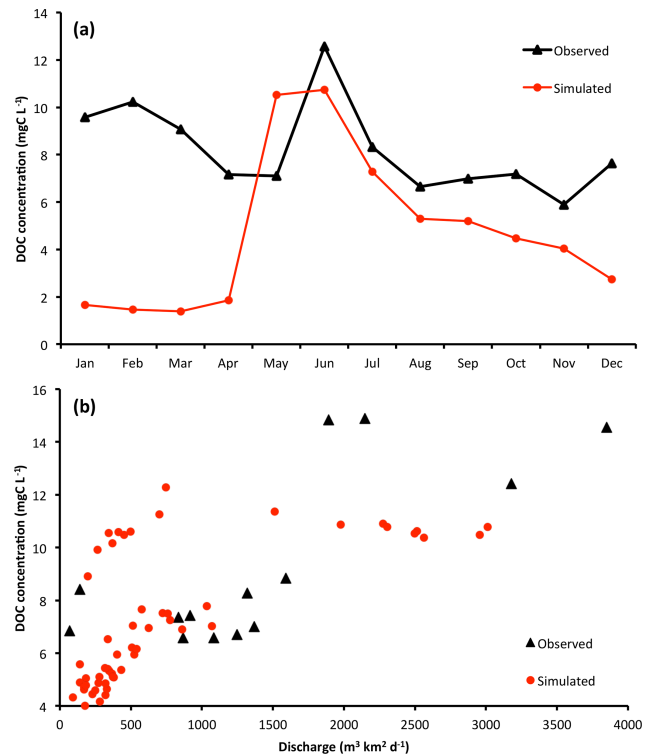 (a)
14
12
10
8
6
4
2
0
DOC concentration (mgC L⁻¹)
Observed
Simulated
Jan Feb Mar Apr May Jun Jul Aug Sep Oct Nov Dec
(b)
16
14
12
10
8
6
4
DOC concentration (mgC L⁻¹)
Observed
Simulated
0 500 1000 1500 2000 2500 3000 3500 4000
Discharge (m³ km² d⁻¹)